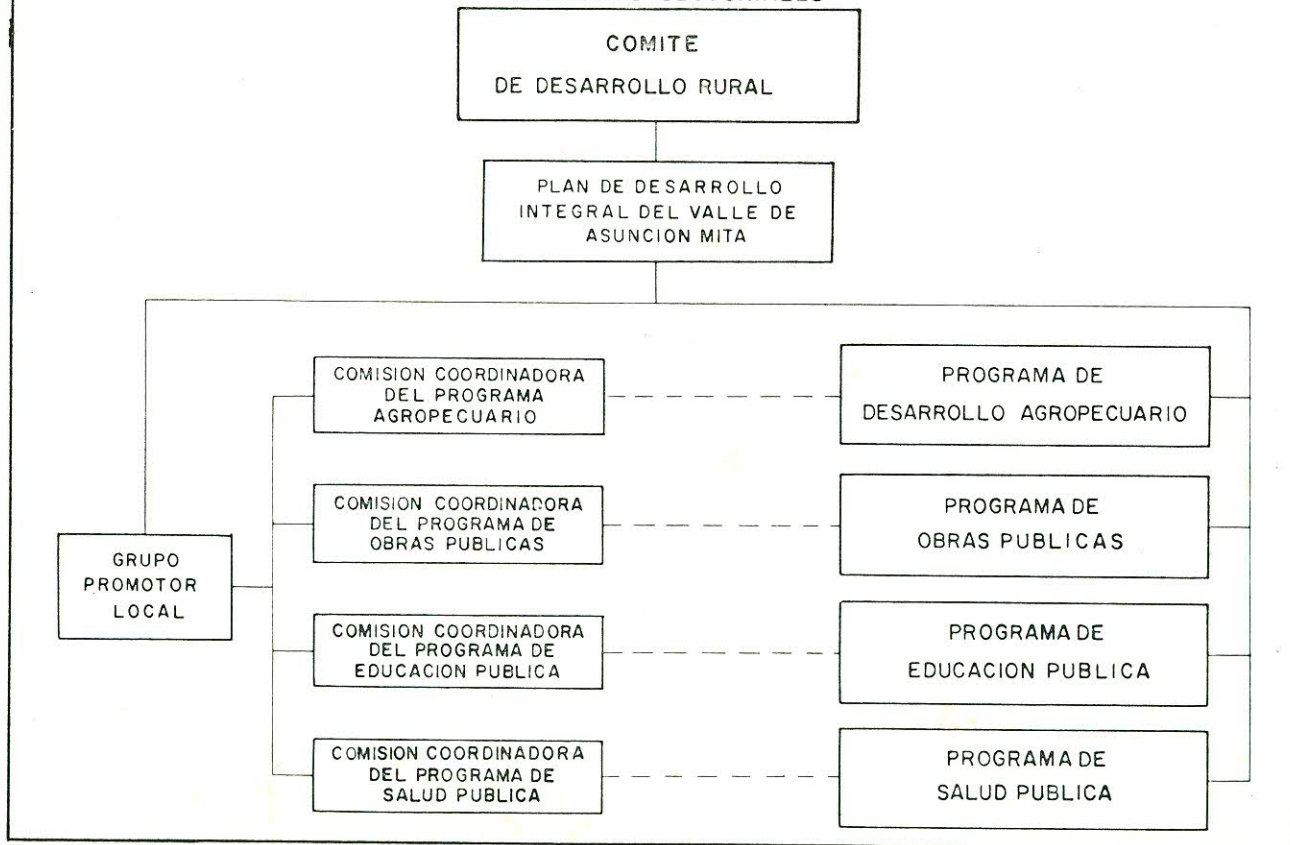 COMITE
DE DESARROLLO RURAL
PLAN DE DESARROLLO
INTEGRAL DEL VALLE DE
ASUNCION MITA
COMISION COORDINADORA
DEL PROGRAMA
AGROPECUARIO
PROGRAMA DE
DESARROLLO AGROPECUARIO
COMISION COORDINADORA
DEL PROGRAMA DE
OBRAS PUBLICAS
PROGRAMA DE
OBRAS PUBLICAS
GRUPO
PROMOTOR
LOCAL
COMISION COORDINADORA
DEL PROGRAMA DE
EDUCACION PUBLICA
PROGRAMA DE
EDUCACION PUBLICA
COMISION COORDINADORA
DEL PROGRAMA DE
SALUD PUBLICA
PROGRAMA DE
SALUD PUBLICA